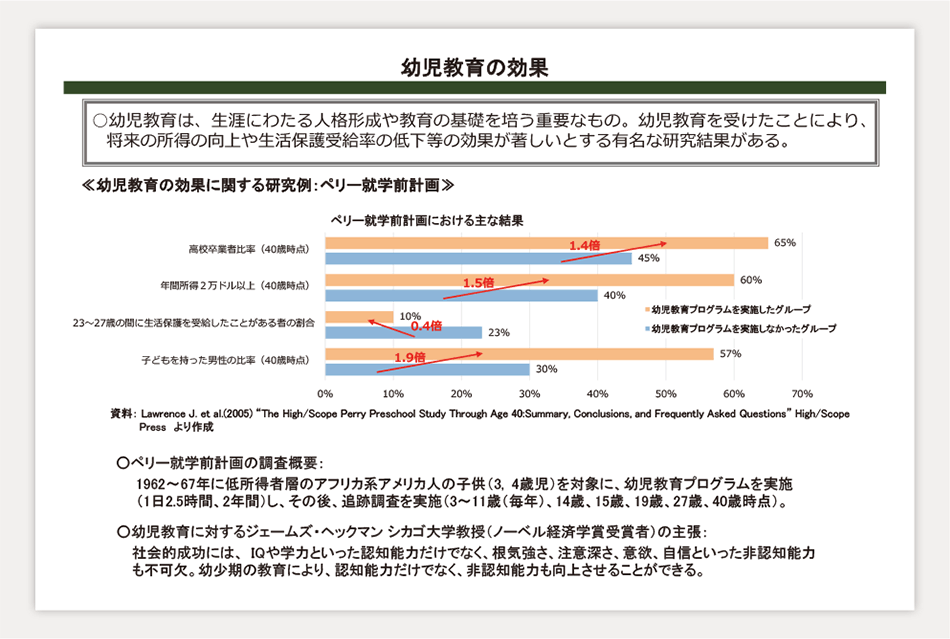 幼児教育の効果
○幼児教育は、生涯にわたる人格形成や教育の基礎を培う重要なもの。幼児教育を受けたことにより、
将来の所得の向上や生活保護受給率の低下等の効果が著しいとする有名な研究結果がある。
≪幼児教育の効果に関する研究例：ペリー就学前計画≫
ペリー就学前計画における主な結果
高校卒業者比率（40歳時点）
1.4倍
65%
45%
年間所得２万ドル以上（40歳時点）
1.5倍
60%
40%
幼児教育プログラムを実施したグループ
23～27歳の間に生活保護を受給したことがある者の割合
10%
0.4倍
23%
幼児教育プログラムを実施しなかったグループ
子どもを持った男性の比率（40歳時点）
1.9倍
57%
30%
0% 10% 20% 30% 40% 50% 60% 70%
資料： Lawrence J. et al.(2005) “The High/Scope Perry Preschool Study Through Age 40:Summary, Conclusions, and Frequently Asked Questions” High/Scope
Press より作成
○ペリー就学前計画の調査概要：
1962～67年に低所得者層のアフリカ系アメリカ人の子供（3, 4歳児）を対象に、幼児教育プログラムを実施
（1日2.5時間、2年間）し、その後、追跡調査を実施（3～11歳（毎年）、14歳、15歳、19歳、27歳、40歳時点）。
○幼児教育に対するジェームズ・ヘックマン シカゴ大学教授（ノーベル経済学賞受賞者）の主張：
社会的成功には、IQや学力といった認知能力だけでなく、根気強さ、注意深さ、意欲、自信といった非認知能力
も不可欠。幼少期の教育により、認知能力だけでなく、非認知能力も向上させることができる。